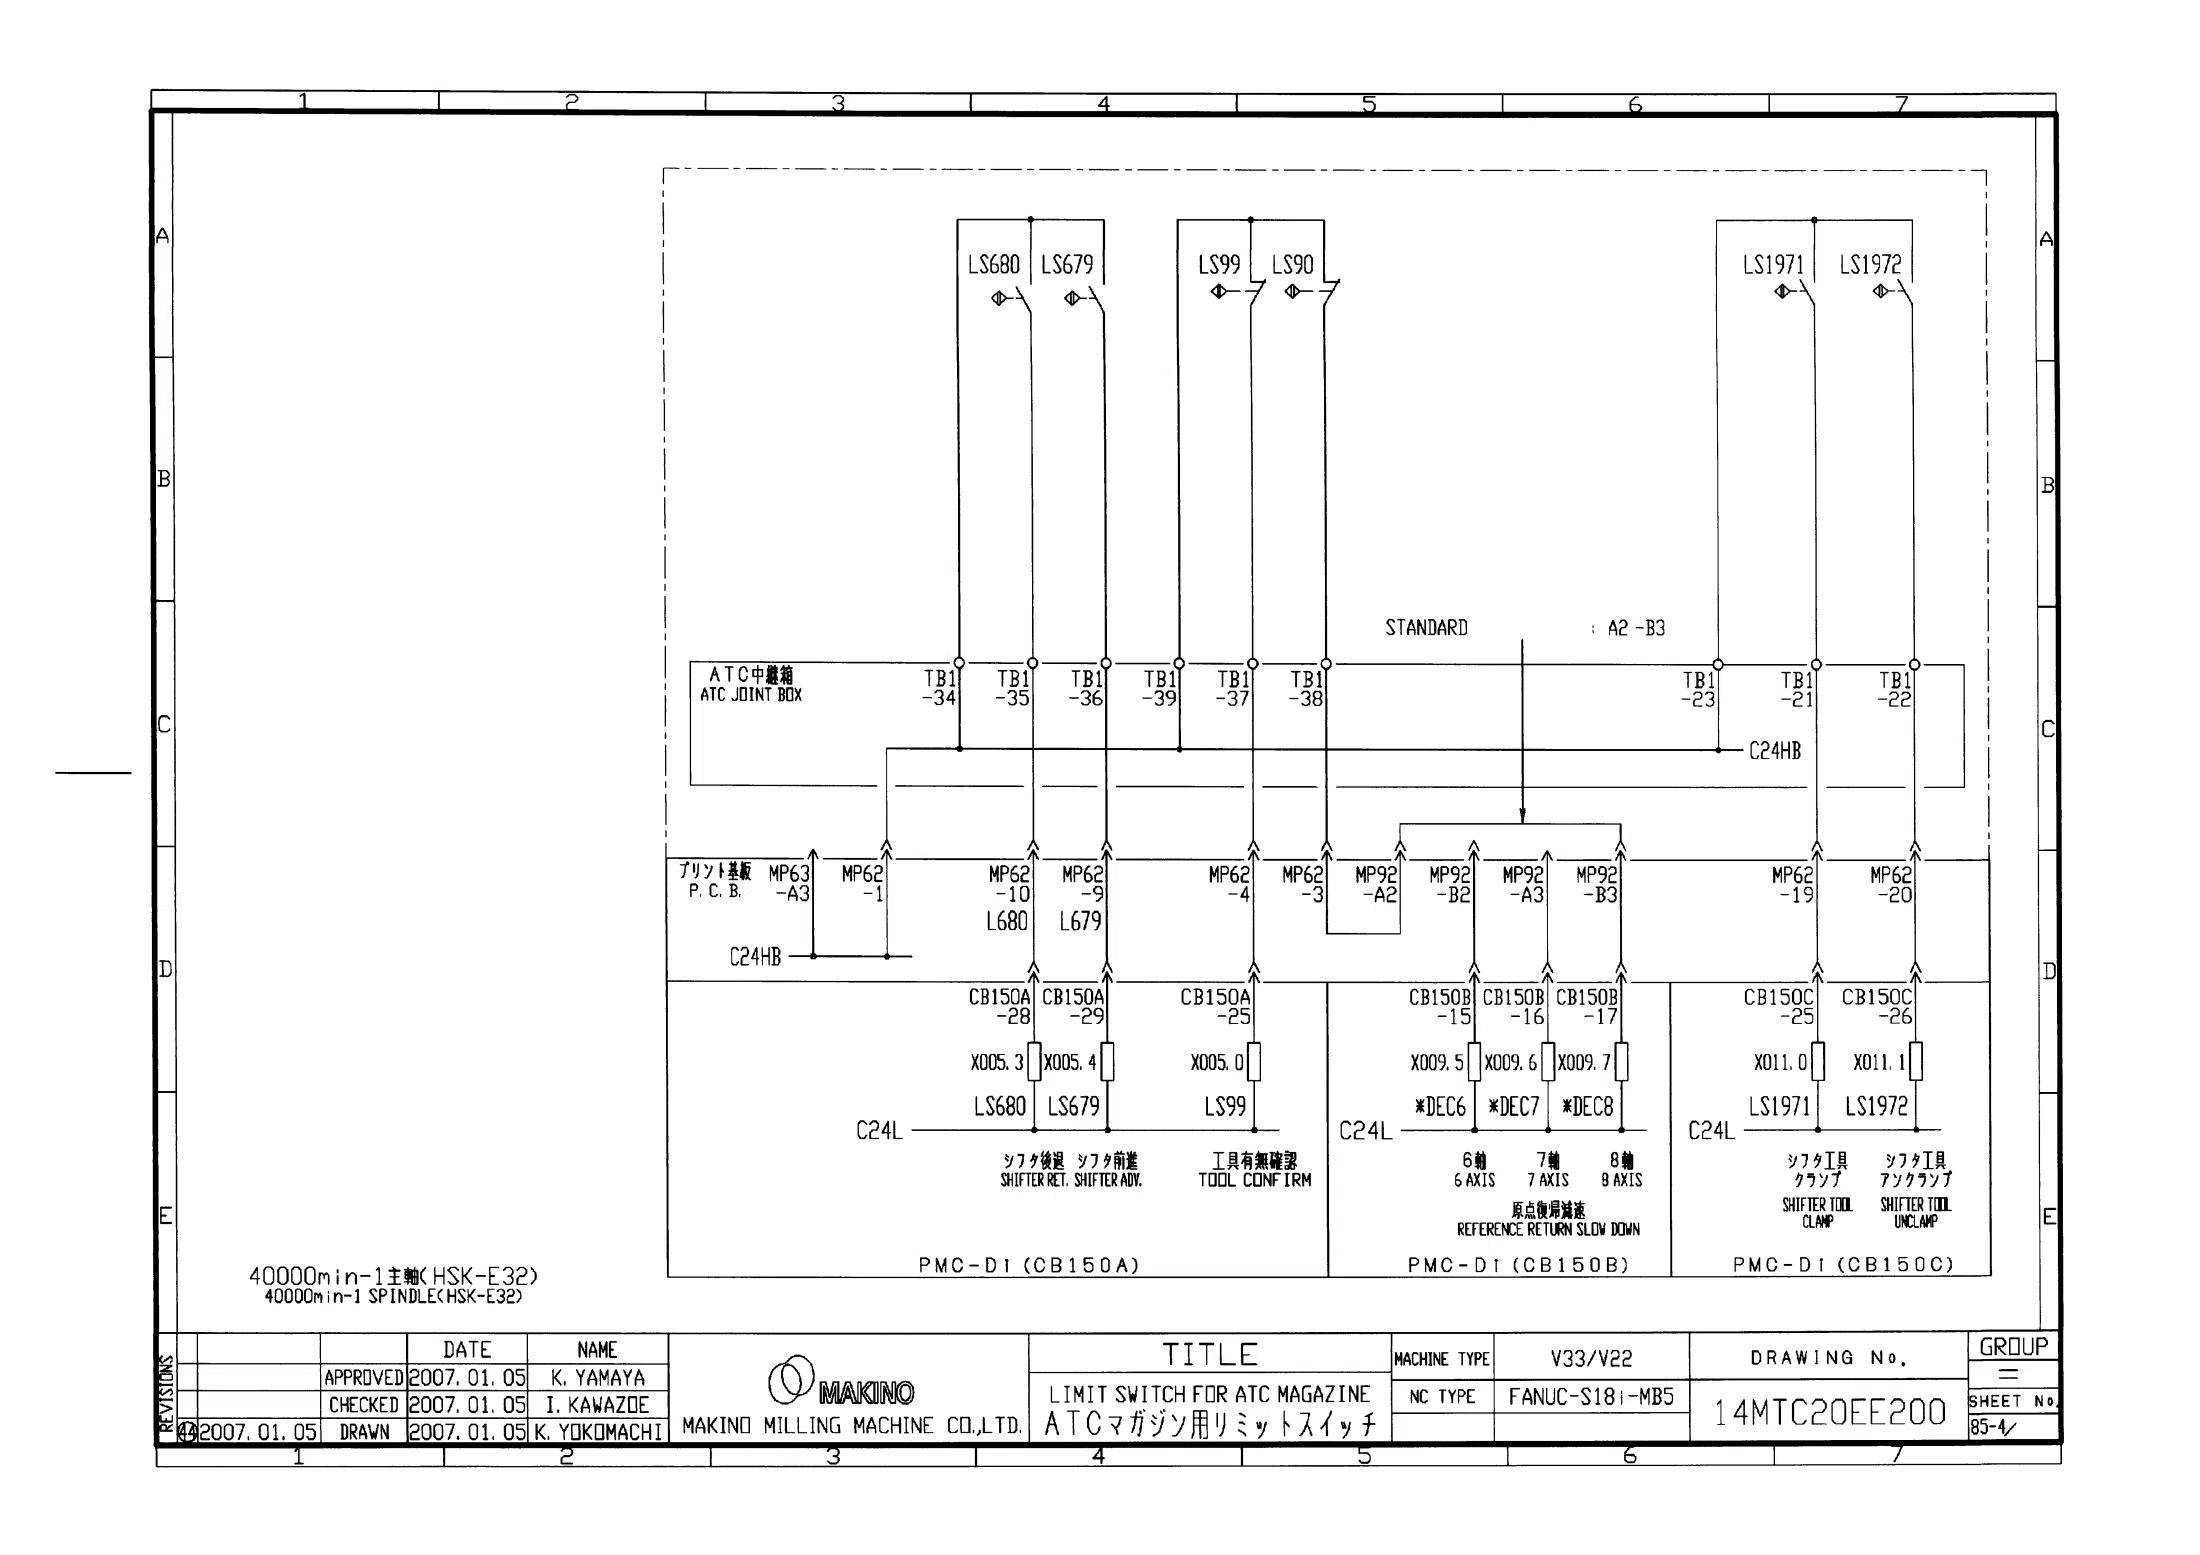 1 2 3 4 5 6 7
A A
LS680 LS679 LS99 LS90 LS1971 LS1972
B B
STANDARD : A2-B3
ATC中継箱
ATC JOINT BOX
TB1 TB1 TB1 TB1 TB1 TB1 TB1 TB1 TB1
-34 -35 -36 -39 -37 -38 -23 -21 -22
C C
C24HB
プリント基板 MP63 MP62 MP62 MP62 MP62 MP62 MP92 MP92 MP92 MP92 MP62 MP62
P.C.B. -A3 -1 -10 -9 -4 -3 -A2 -B2 -A3 -B3 -19 -20
L680 L679
C24HB
D D
CB150A CB150A CB150A CB150B CB150B CB150B CB150C CB150C
-28 -29 -25 -15 -16 -17 -25 -26
X005.3 X005.4 X005.0 X009.5 X009.6 X009.7 X011.0 X011.1
LS680 LS679 LS99 *DEC6 *DEC7 *DEC8 LS1971 LS1972
C24L C24L C24L
シフタ後退 シフタ前進 工具有無確認 6軸 7軸 8軸 シフタ工具 シフタ工具
SHIFTER RET. SHIFTER ADV. TOOL CONFIRM 6 AXIS 7 AXIS 8 AXIS クランプ アンクランプ
原点復帰減速 SHIFTER TOOL SHIFTER TOOL
REFERENCE RETURN SLOW DOWN CLAMP UNCLAMP
E E
PMC-DI (CB150A) PMC-DI (CB150B) PMC-DI (CB150C)
40000min-1主軸(HSK-E32)
40000min-1 SPINDLE(HSK-E32)
REVISIONS
44 2007.01.05
DATE NAME
APPROVED 2007.01.05 K. YAMAYA
CHECKED 2007.01.05 I. KAWAZOE
DRAWN 2007.01.05 K. YOKOMACHI
MAKINO
MAKINO MILLING MACHINE CO.,LTD.
TITLE
LIMIT SWITCH FOR ATC MAGAZINE
ATCマガジン用リミットスイッチ
MACHINE TYPE V33/V22
NC TYPE FANUC-S18i-MB5
DRAWING No.
14MTC20EE200
GROUP
=
SHEET No.
85-4/
1 2 3 4 5 6 7